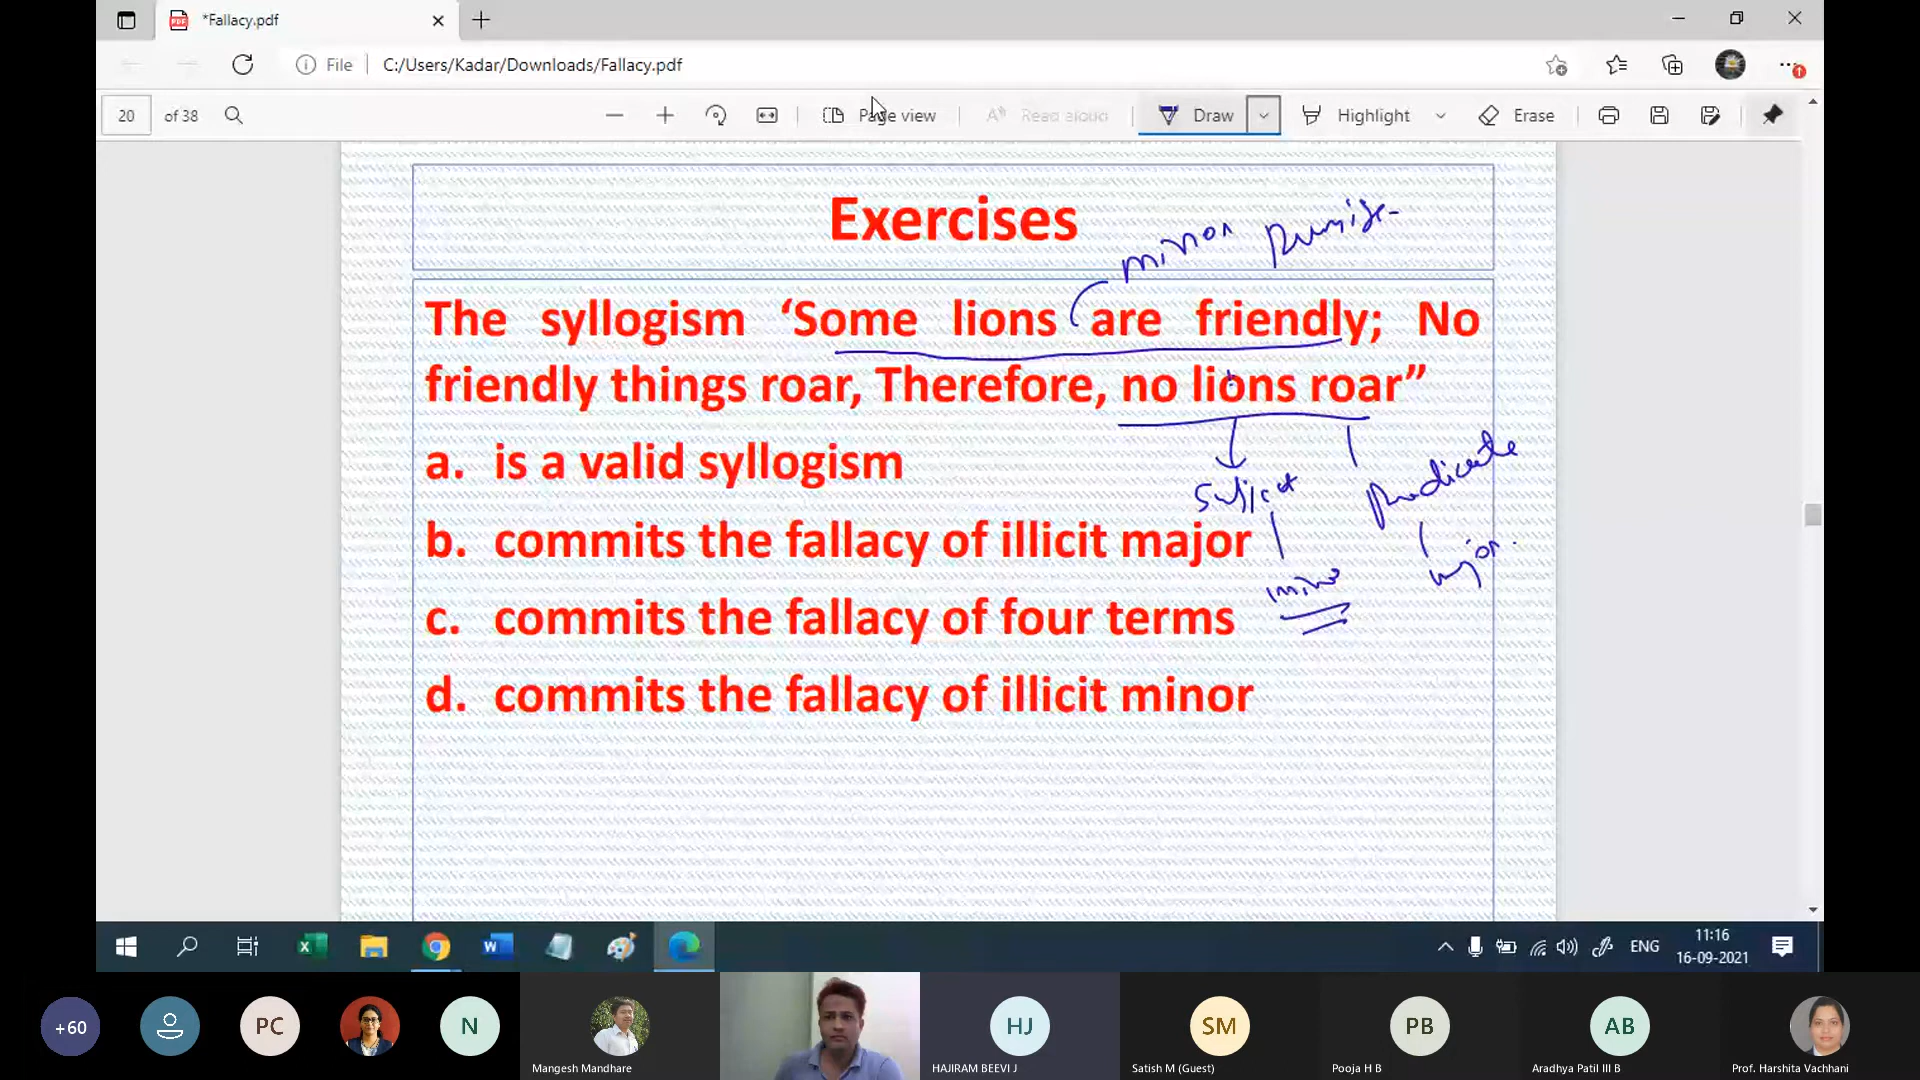 *Fallacy.pdf
File C:/Users/Kadar/Downloads/Fallacy.pdf
20 of 38 Page view Read aloud Draw Highlight Erase
Exercises
minor premise
The syllogism ‘Some lions are friendly; No
friendly things roar, Therefore, no lions roar”
a. is a valid syllogism
subject predicate
b. commits the fallacy of illicit major
minor major.
c. commits the fallacy of four terms
d. commits the fallacy of illicit minor
ENG 11:16
16-09-2021
+60 PC N HJ SM PB AB
Mangesh Mandhare HAJIRAM BEEVI J Satish M (Guest) Pooja H B Aradhya Patil III B Prof. Harshita Vachhani